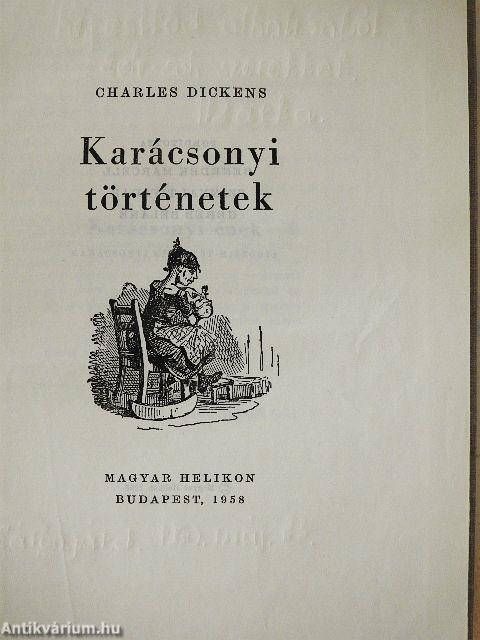 CHARLES DICKENS
Karácsonyi
történetek
MAGYAR HELIKON
BUDAPEST, 1958
Antikvárium.hu